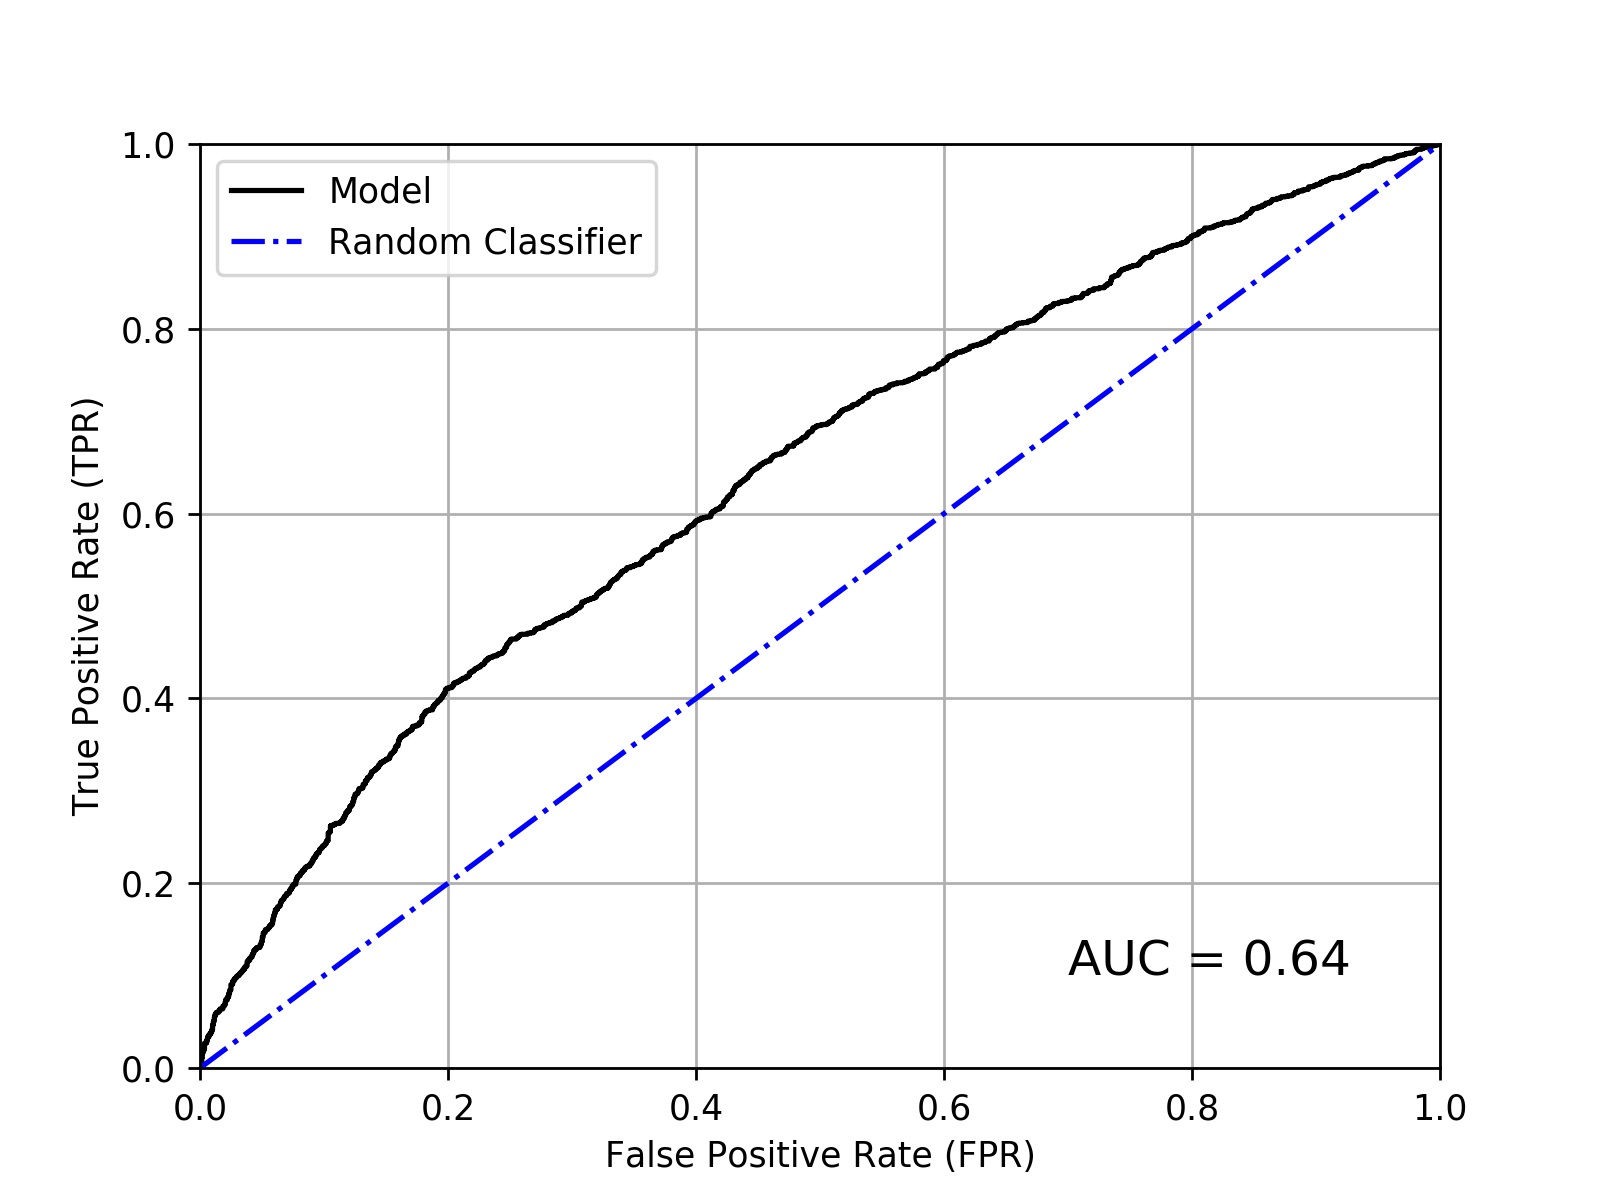 Model
Random Classifier
1.0
0.8
0.6
0.4
0.2
0.0
True Positive Rate (TPR)
AUC = 0.64
0.0 0.2 0.4 0.6 0.8 1.0
False Positive Rate (FPR)